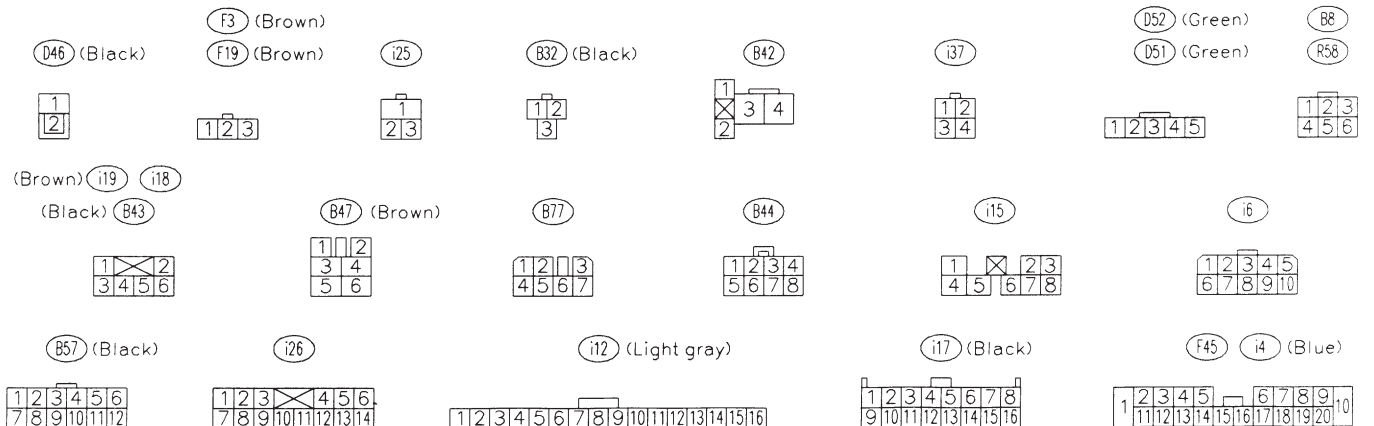 F3 (Brown) D52 (Green) B8
D46 (Black) F19 (Brown) i25 B32 (Black) B42 i37 D51 (Green) R58
1
2
1 2 3
1
2 3
1 2
3
1
3 4
2
1 2
3 4
1 2 3 4 5
1 2 3
4 5 6
(Brown) i19 i18
(Black) B43 B47 (Brown) B77 B44 i15 i6
1 2
3 4 5 6
1 2
3 4
5 6
1 2 3
4 5 6 7
1 2 3 4
5 6 7 8
1 2 3
4 5 6 7 8
1 2 3 4 5
6 7 8 9 10
B57 (Black) i26 i12 (Light gray) i17 (Black) F45 i4 (Blue)
1 2 3 4 5 6
7 8 9 10 11 12
1 2 3 4 5 6
7 8 9 10 11 12 13 14
1 2 3 4 5 6 7 8 9 10 11 12 13 14 15 16
1 2 3 4 5 6 7 8
9 10 11 12 13 14 15 16
1 2 3 4 5 6 7 8 9 10
11 12 13 14 15 16 17 18 19 20